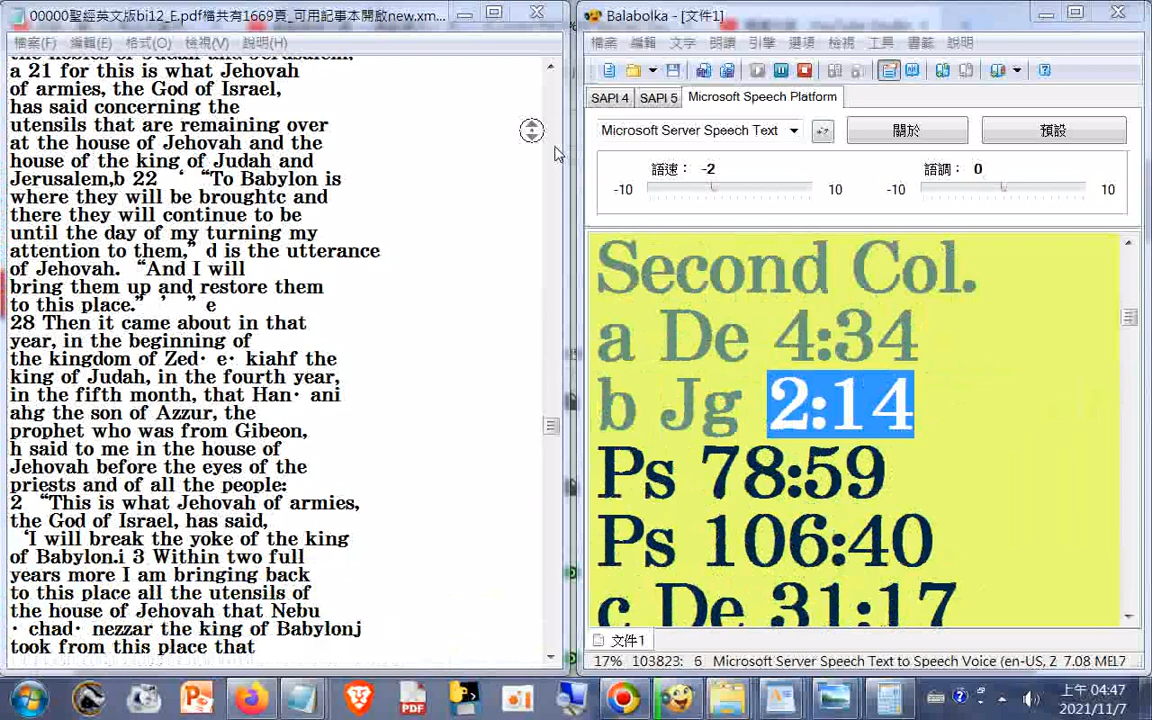 00000聖經英文版bi12_E.pdf檔共有1669頁_可用記事本開啟new.xm...
檔案(F) 編輯(E) 格式(O) 檢視(V) 說明(H)
a 21 for this is what Jehovah
of armies, the God of Israel,
has said concerning the
utensils that are remaining over
at the house of Jehovah and the
house of the king of Judah and
Jerusalem,b 22 ‘ “To Babylon is
where they will be broughtc and
there they will continue to be
until the day of my turning my
attention to them,” d is the utterance
of Jehovah. “And I will
bring them up and restore them
to this place.” ’ ” e
28 Then it came about in that
year, in the beginning of
the kingdom of Zed· e· kiahf the
king of Judah, in the fourth year,
in the fifth month, that Han· ani
ahg the son of Azzur, the
prophet who was from Gibeon,
h said to me in the house of
Jehovah before the eyes of the
priests and of all the people:
2 “This is what Jehovah of armies,
the God of Israel, has said,
‘I will break the yoke of the king
of Babylon.i 3 Within two full
years more I am bringing back
to this place all the utensils of
the house of Jehovah that Nebu
· chad· nezzar the king of Babylonj
took from this place that
Balabolka - [文件1]
檔案 編輯 文字 朗讀 引擎 選項 檢視 工具 書籤 說明
SAPI 4 SAPI 5 Microsoft Speech Platform
Microsoft Server Speech Text 關於 預設
語速： -2 語調： 0
-10 10 -10 10
Second Col.
a De 4:34
b Jg 2:14
Ps 78:59
Ps 106:40
c De 31:17
文件1
17% 103823: 6 Microsoft Server Speech Text to Speech Voice (en-US, 2 7.08 ME17
上午 04:47
2021/11/7